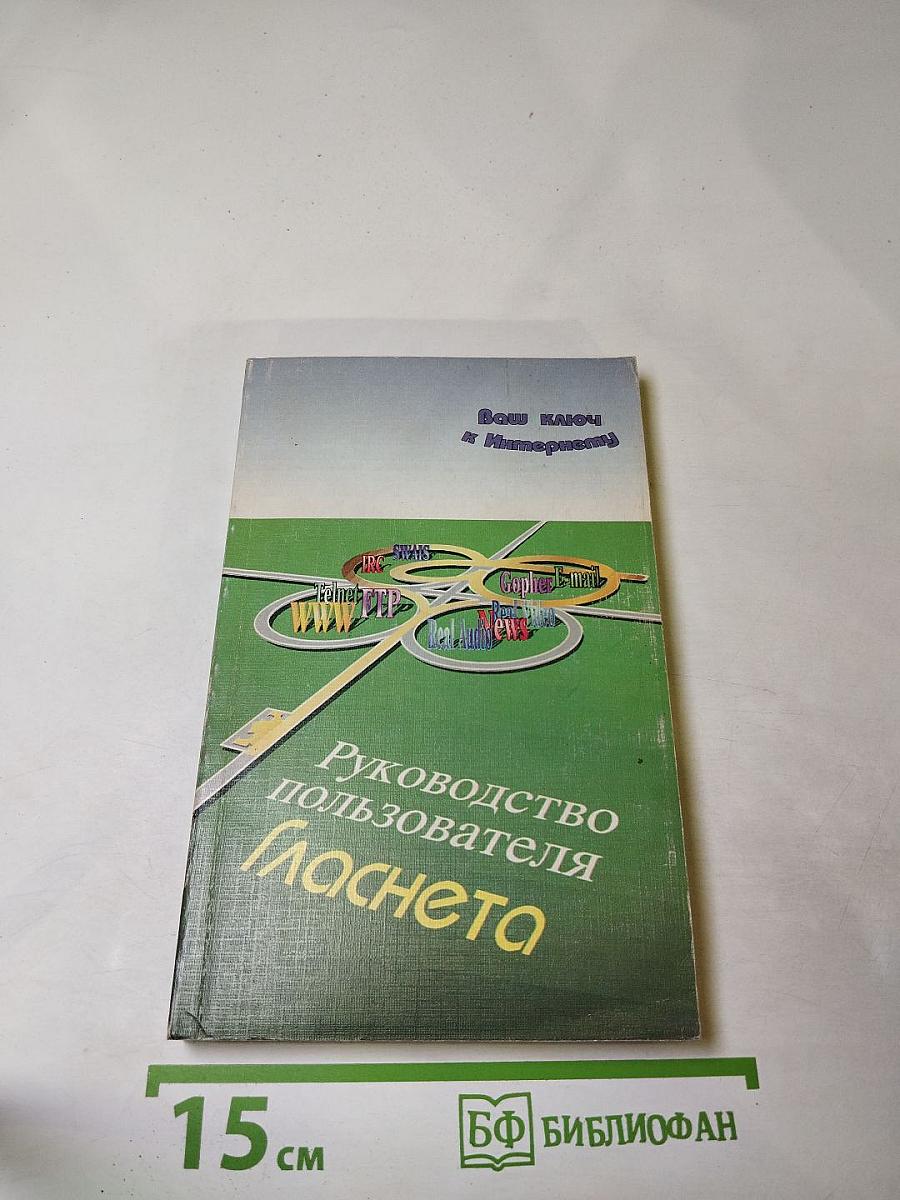 Ваш ключ
к Интернету
SWAIS
IRC
Gopher E-mail
Telnet
WWW FTP
Real Video
Real Audio News
Руководство
пользователя
Гласнета
15 см
БФ БИБЛИОФАН